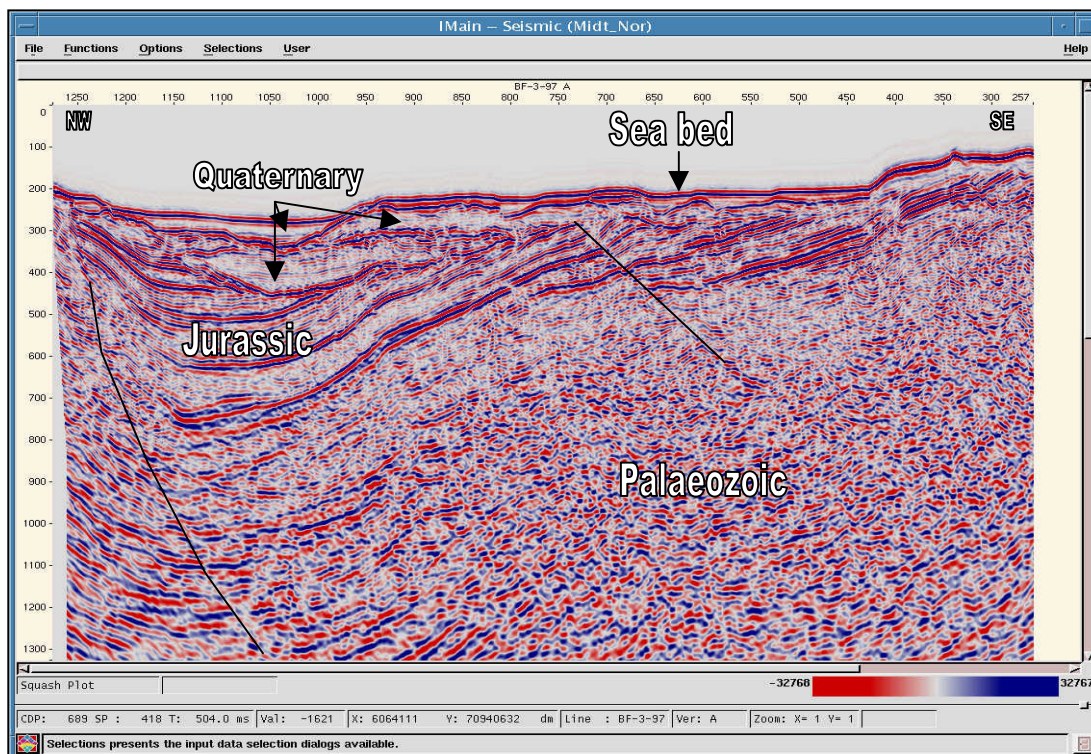 IMain – Seismic (Midt_Nor)
File Functions Options Selections User Help
BF-3-97 A
1250 1200 1150 1100 1050 1000 950 900 850 800 750 700 650 600 550 500 450 400 350 300 257
0
NW SE
Sea bed
100
Quaternary
200
300
400
500
Jurassic
600
700
800
Palaeozoic
900
1000
1100
1200
1300
Squash Plot -32768 32767
CDP: 689 SP : 418 T: 504.0 ms Val: -1621 X: 6064111 Y: 70940632 dm Line : BF-3-97 Ver: A Zoom: X= 1 Y= 1
Selections presents the input data selection dialogs available.